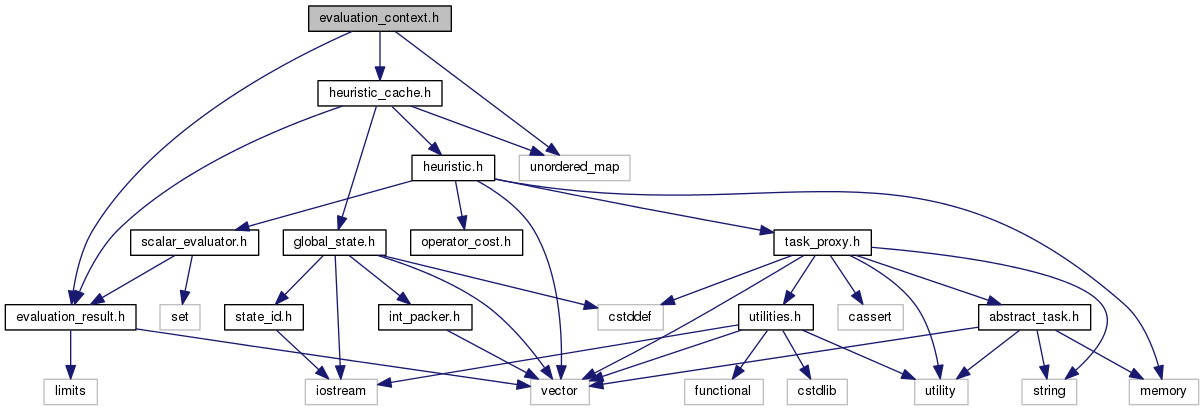 evaluation_context.h
heuristic_cache.h
heuristic.h
unordered_map
scalar_evaluator.h
global_state.h
operator_cost.h
task_proxy.h
evaluation_result.h
set
state_id.h
int_packer.h
cstddef
utilities.h
cassert
abstract_task.h
limits
iostream
vector
functional
cstdlib
utility
string
memory